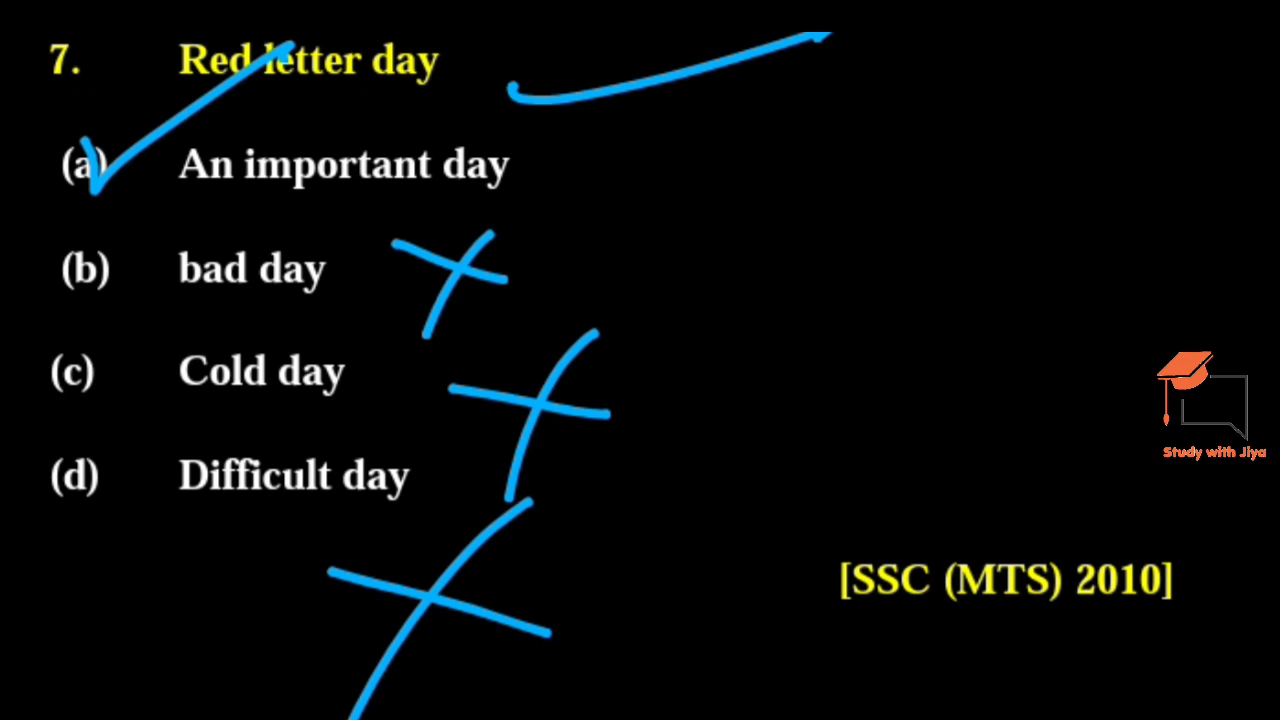 7. Red letter day
(a) An important day
(b) bad day
(c) Cold day
(d) Difficult day
Study with Jiya
[SSC (MTS) 2010]